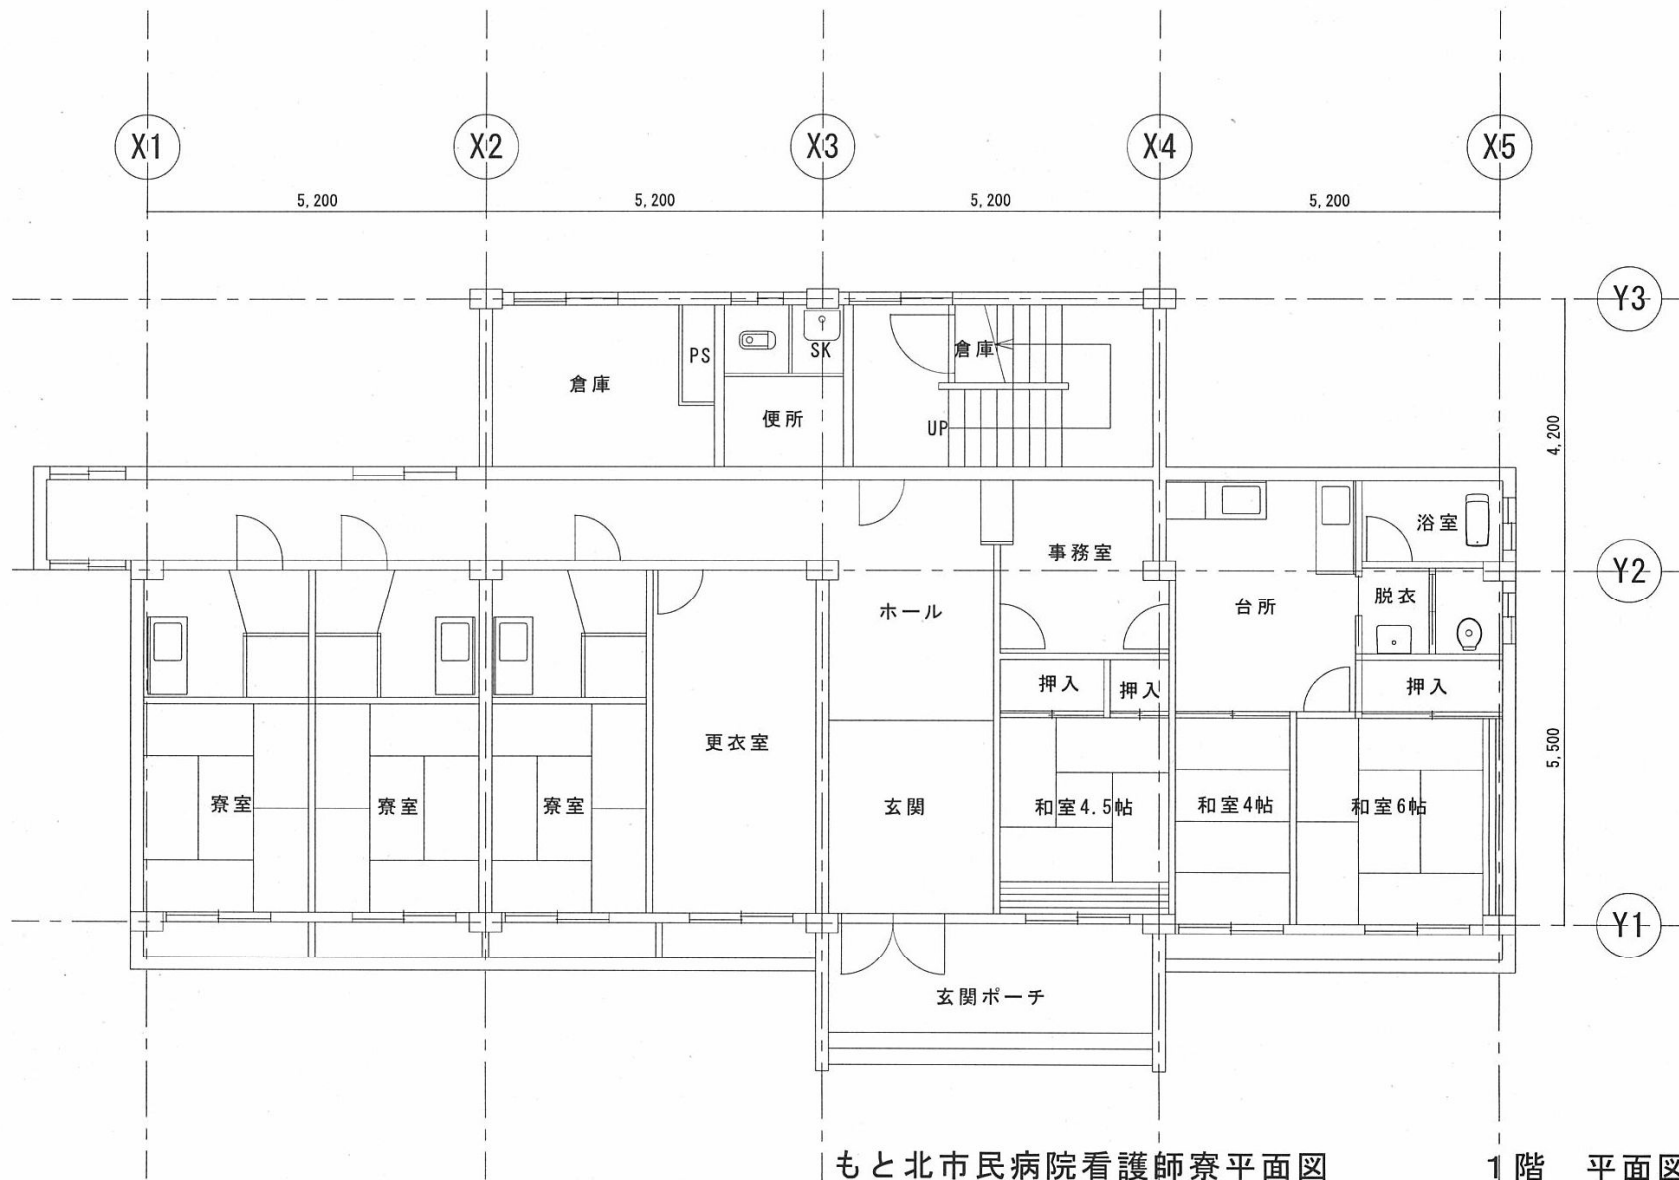 X1
X2
X3
X4
X5
5,200
5,200
5,200
5,200
Y3
倉庫
PS
SK
倉庫
便所
UP
4,200
浴室
事務室
Y2
脱衣
台所
ホール
押入
押入
押入
更衣室
5,500
寮室
寮室
寮室
玄関
和室4.5帖
和室4帖
和室6帖
Y1
玄関ポーチ
もと北市民病院看護師寮平面図 1階 平面図